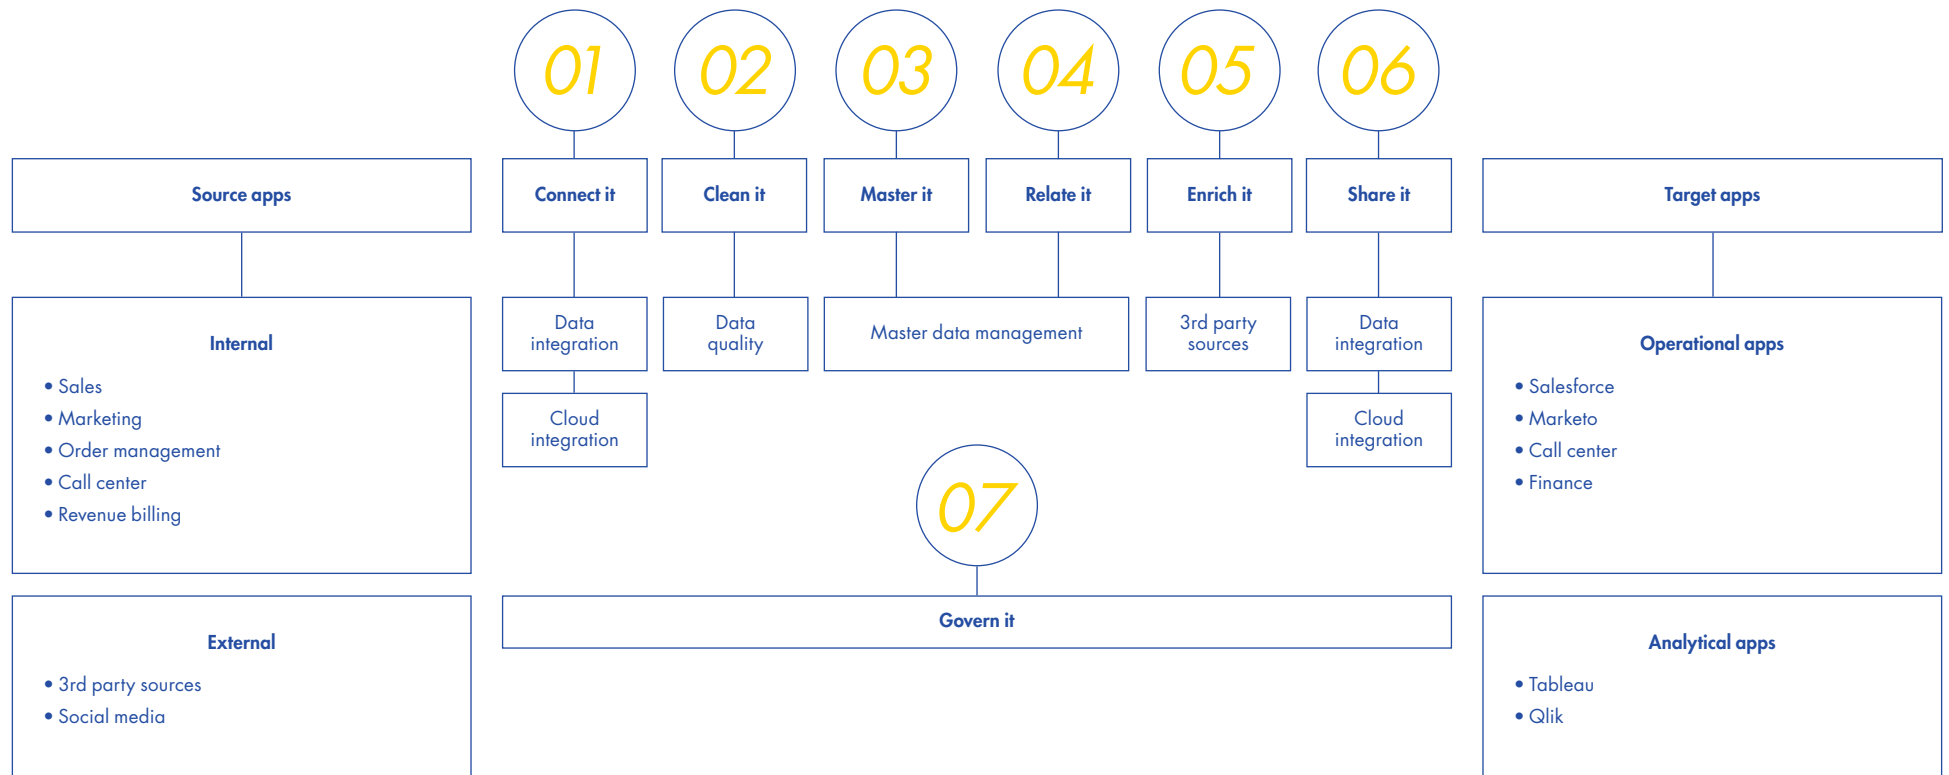 01
02
03
04
05
06
Source apps
Connect it
Clean it
Master it
Relate it
Enrich it
Share it
Target apps
Internal
• Sales
• Marketing
• Order management
• Call center
• Revenue billing
External
• 3rd party sources
• Social media
Data
integration
Cloud
integration
Data
quality
Master data management
3rd party
sources
Data
integration
Cloud
integration
07
Govern it
Operational apps
• Salesforce
• Marketo
• Call center
• Finance
Analytical apps
• Tableau
• Qlik